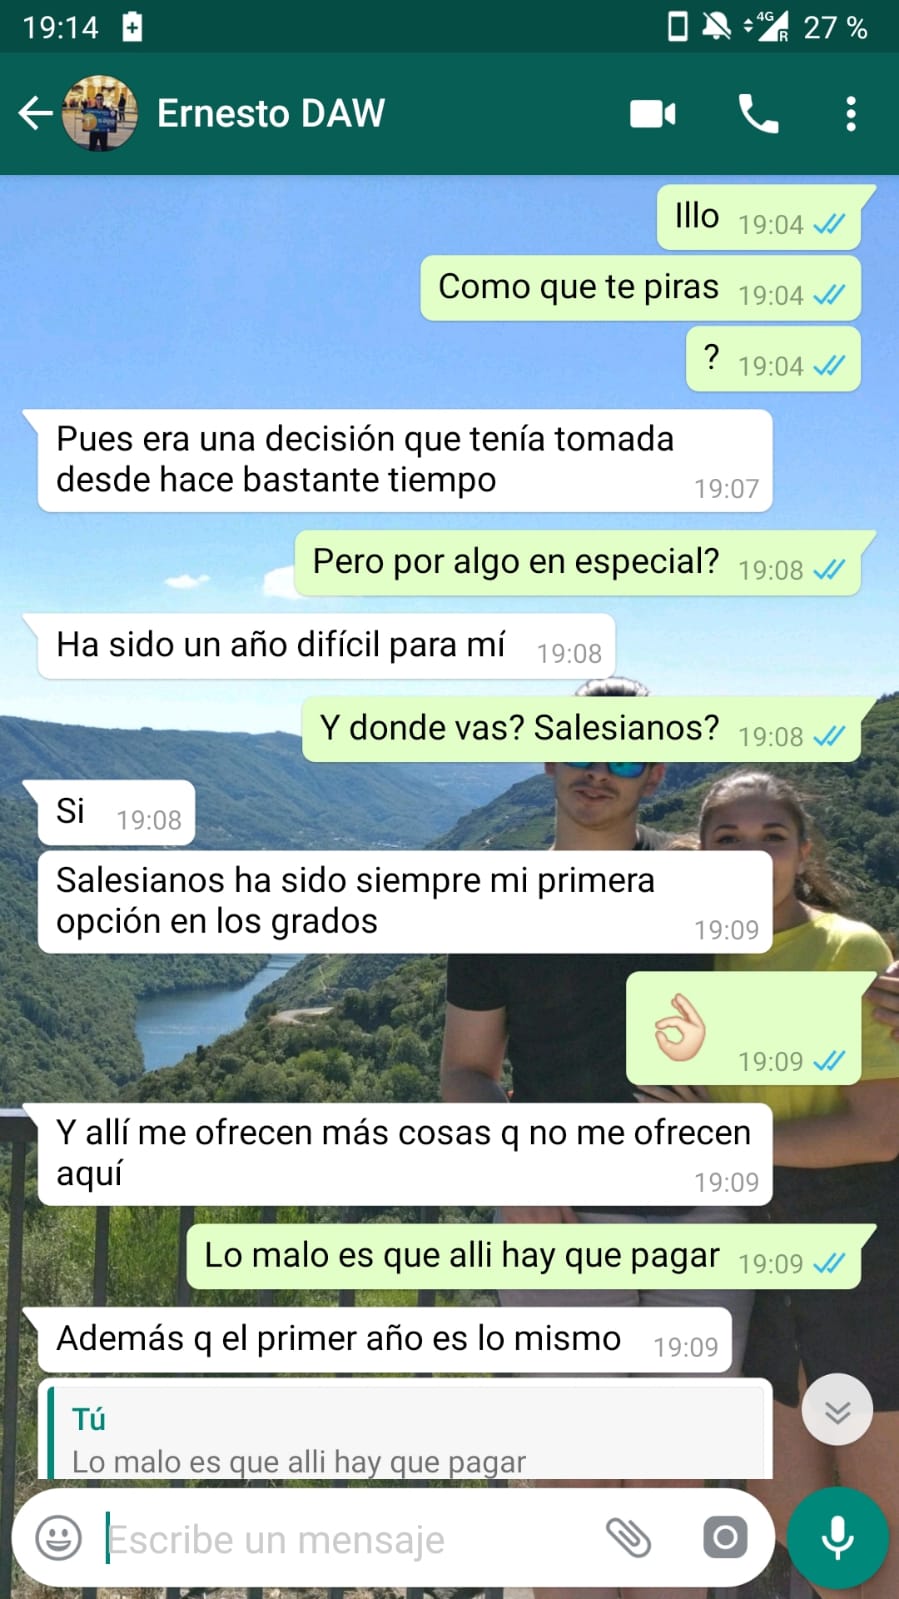 19:14
4G
R
27 %
Ernesto DAW
Illo 19:04
Como que te piras 19:04
? 19:04
Pues era una decisión que tenía tomada
desde hace bastante tiempo 19:07
Pero por algo en especial? 19:08
Ha sido un año difícil para mí 19:08
Y donde vas? Salesianos? 19:08
Si 19:08
Salesianos ha sido siempre mi primera
opción en los grados 19:09
👌🏻 19:09
Y allí me ofrecen más cosas q no me ofrecen
aquí 19:09
Lo malo es que alli hay que pagar 19:09
Además q el primer año es lo mismo 19:09
Tú
Lo malo es que alli hay que pagar
Escribe un mensaje